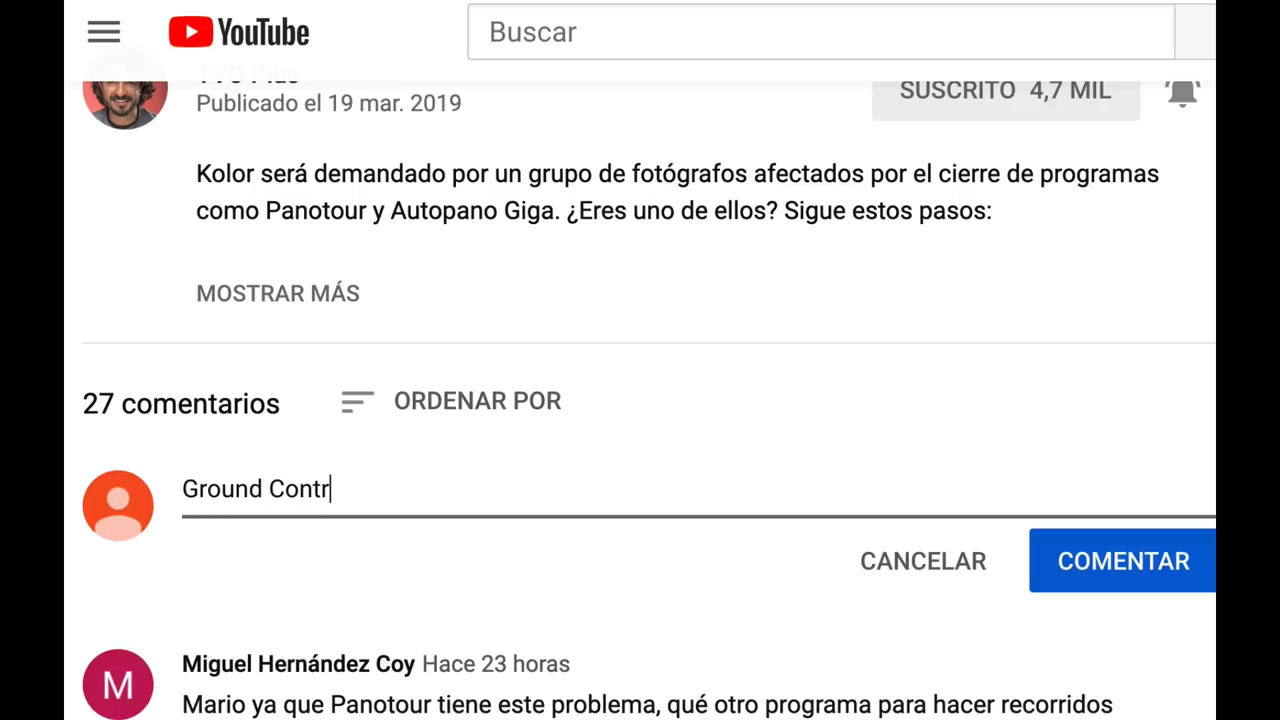 YouTube
Buscar
TVO Plus
Publicado el 19 mar. 2019
SUSCRITO 4,7 MIL
Kolor será demandado por un grupo de fotógrafos afectados por el cierre de programas
como Panotour y Autopano Giga. ¿Eres uno de ellos? Sigue estos pasos:
MOSTRAR MÁS
27 comentarios
ORDENAR POR
Ground Contr
CANCELAR
COMENTAR
M
Miguel Hernández Coy Hace 23 horas
Mario ya que Panotour tiene este problema, qué otro programa para hacer recorridos